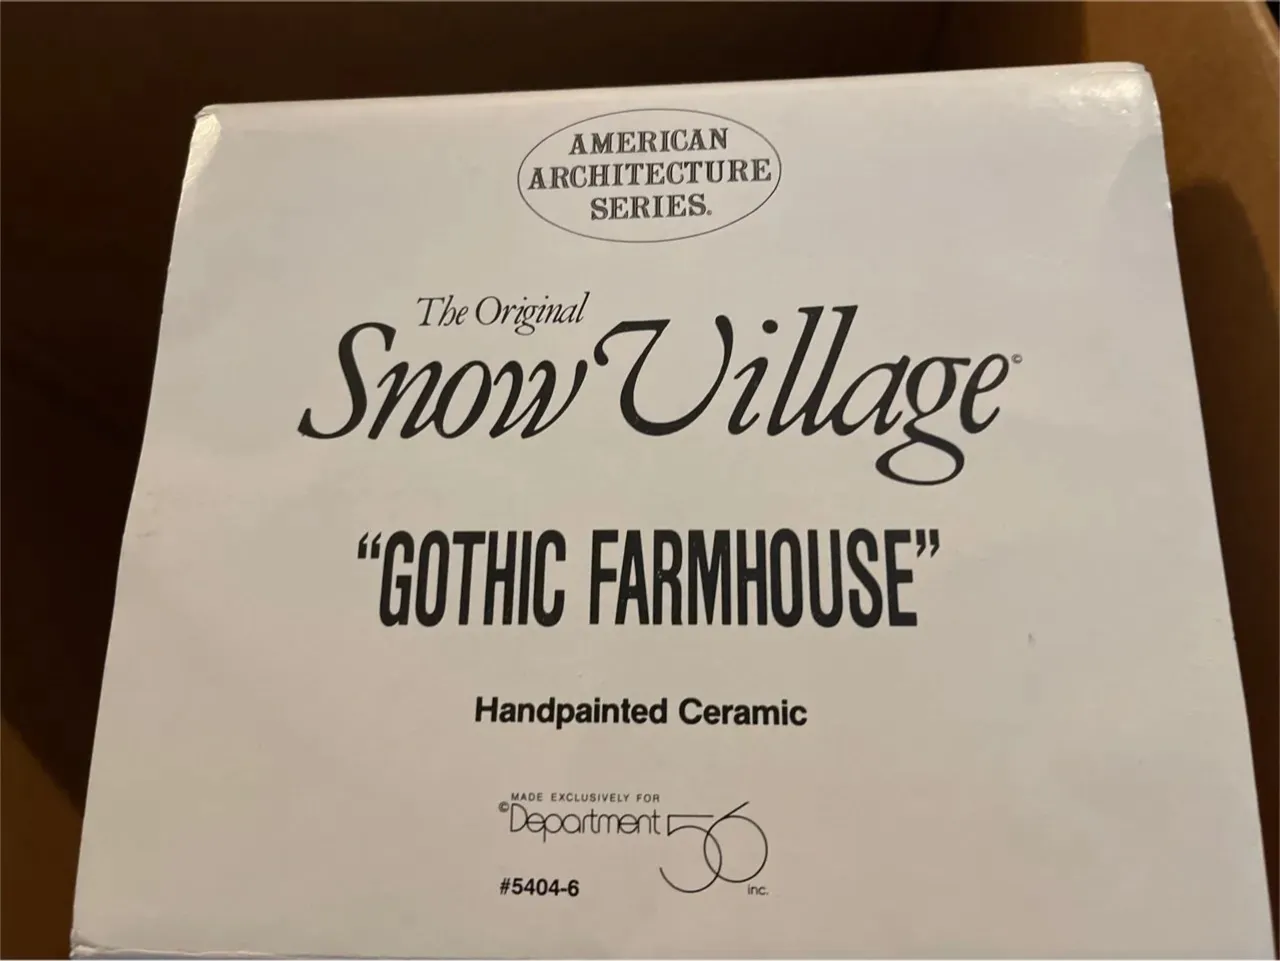 AMERICAN
ARCHITECTURE
SERIES.
The Original
Snow Village©
“GOTHIC FARMHOUSE”
Handpainted Ceramic
MADE EXCLUSIVELY FOR
©Department 56
inc.
#5404-6